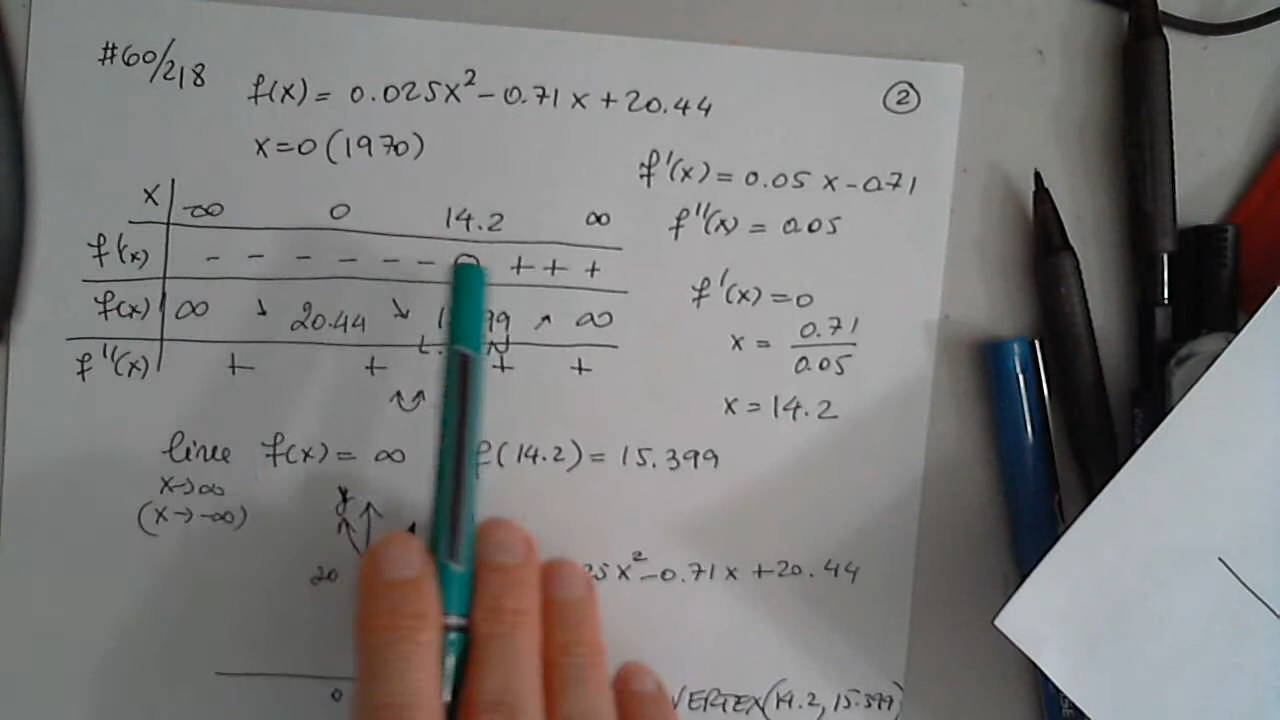 #60/218
f(x) = 0.025x² - 0.71x + 20.44
②
x=0 (1970)
f'(x) = 0.05x - 0.71
f''(x) = 0.05
x -∞ 0 14.2 ∞
f'(x) - - - - - - 0 + + +
f(x) ∞ ↘ 20.44 ↘ ↗ ∞
f''(x) + + + +
f'(x) = 0
x = 0.71/0.05
x = 14.2
f(x) = ∞ f(14.2) = 15.399
x→∞
(x→-∞)
y
20
x² - 0.71x + 20.44
0
VERTEX(14.2, 15.399)